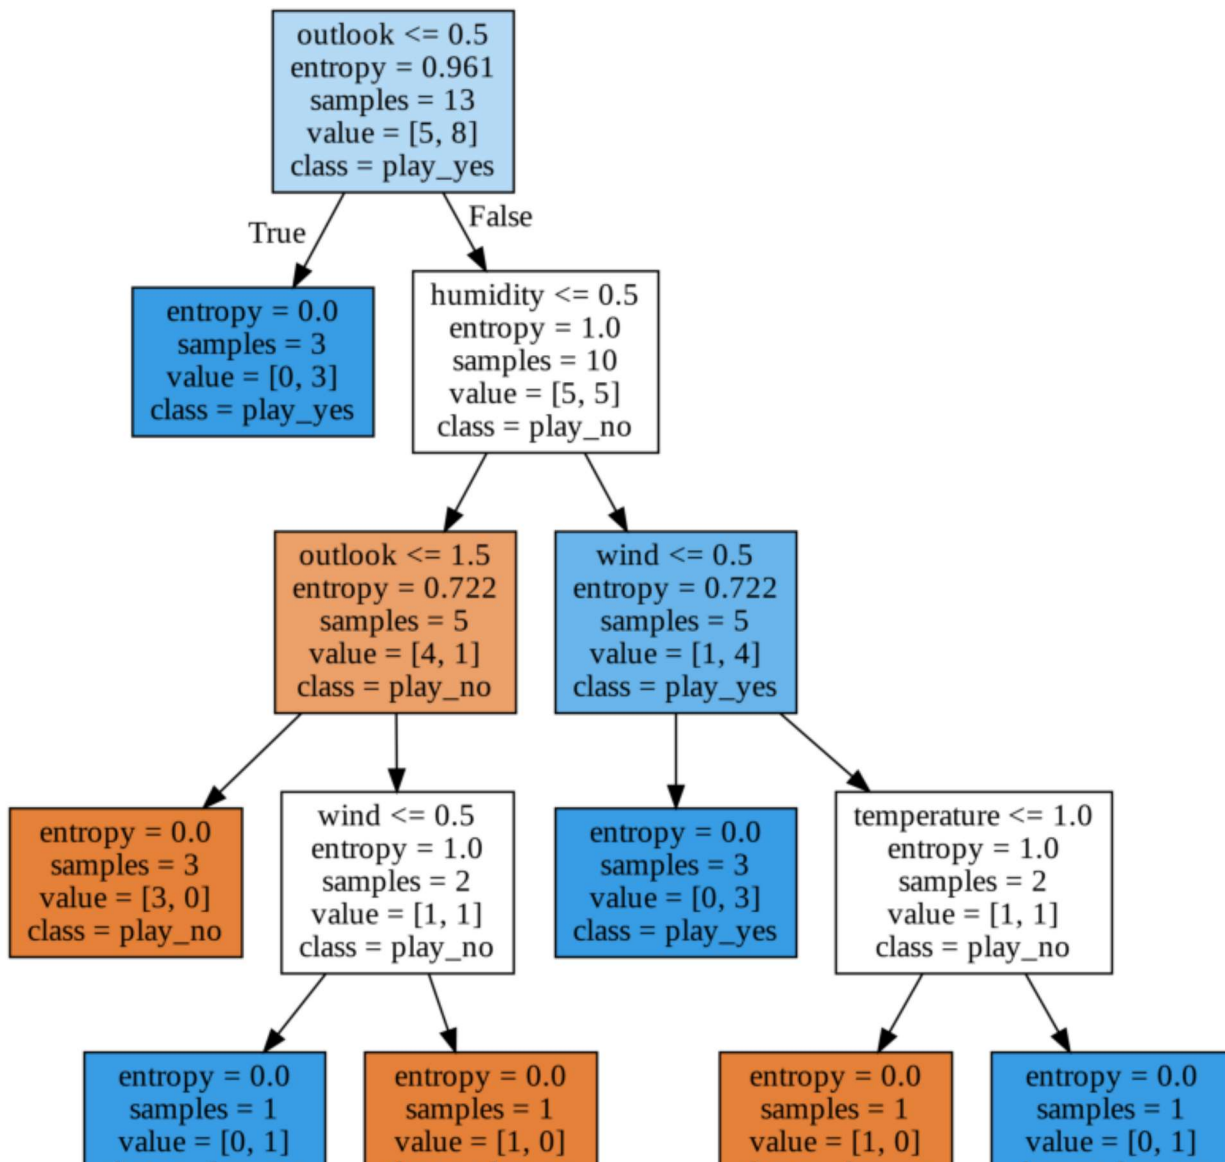 outlook <= 0.5
entropy = 0.961
samples = 13
value = [5, 8]
class = play_yes
True
False
entropy = 0.0
samples = 3
value = [0, 3]
class = play_yes
humidity <= 0.5
entropy = 1.0
samples = 10
value = [5, 5]
class = play_no
outlook <= 1.5
entropy = 0.722
samples = 5
value = [4, 1]
class = play_no
wind <= 0.5
entropy = 0.722
samples = 5
value = [1, 4]
class = play_yes
entropy = 0.0
samples = 3
value = [3, 0]
class = play_no
wind <= 0.5
entropy = 1.0
samples = 2
value = [1, 1]
class = play_no
entropy = 0.0
samples = 3
value = [0, 3]
class = play_yes
temperature <= 1.0
entropy = 1.0
samples = 2
value = [1, 1]
class = play_no
entropy = 0.0
samples = 1
value = [0, 1]
entropy = 0.0
samples = 1
value = [1, 0]
entropy = 0.0
samples = 1
value = [1, 0]
entropy = 0.0
samples = 1
value = [0, 1]